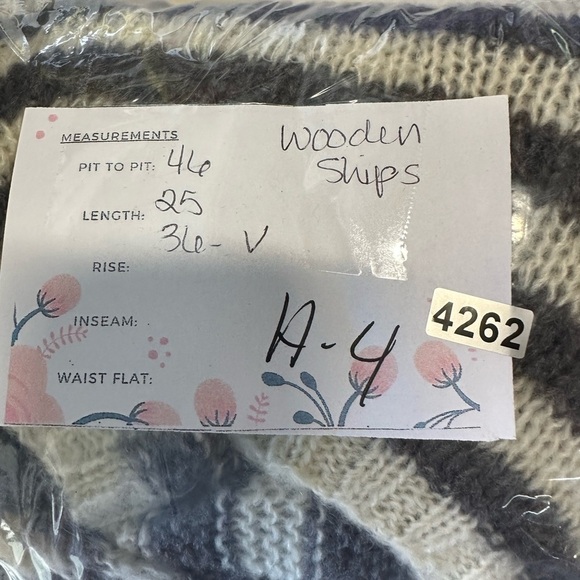 MEASUREMENTS
Wooden
Ships
PIT TO PIT: 46
LENGTH: 25
36- V
RISE:
INSEAM:
WAIST FLAT:
A-4
4262